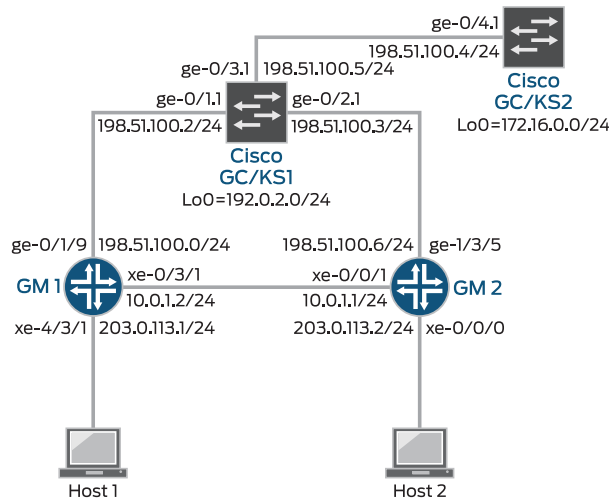 ge-0/4.1
198.51.100.4/24
Cisco
GC/KS2
Lo0=172.16.0.0/24
ge-0/3.1
198.51.100.5/24
ge-0/1.1
ge-0/2.1
198.51.100.2/24
198.51.100.3/24
Cisco
GC/KS1
Lo0=192.0.2.0/24
ge-0/1/9
198.51.100.0/24
198.51.100.6/24
ge-1/3/5
GM 1
xe-0/3/1
xe-0/0/1
GM 2
10.0.1.2/24
10.0.1.1/24
xe-4/3/1
203.0.113.1/24
203.0.113.2/24
xe-0/0/0
Host 1
Host 2